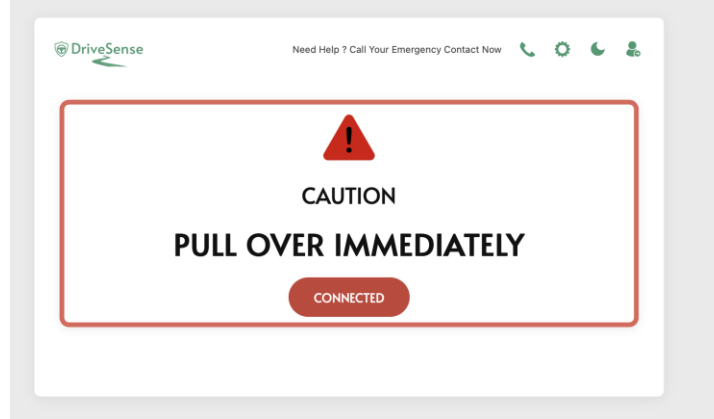 DriveSense
Need Help ? Call Your Emergency Contact Now
CAUTION
PULL OVER IMMEDIATELY
CONNECTED